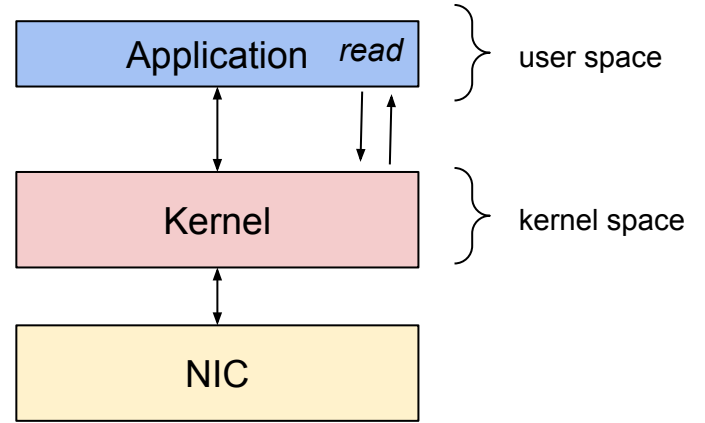 Application read
user space
Kernel
kernel space
NIC